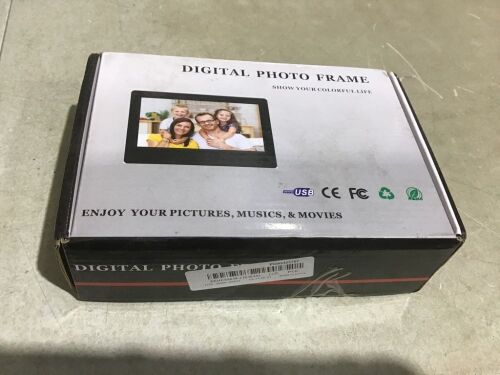 DIGITAL PHOTO FRAME
SHOW YOUR COLORFUL LIFE
USB CE FC
ENJOY YOUR PICTURES, MUSICS, & MOVIES
DIGITAL PHOTO